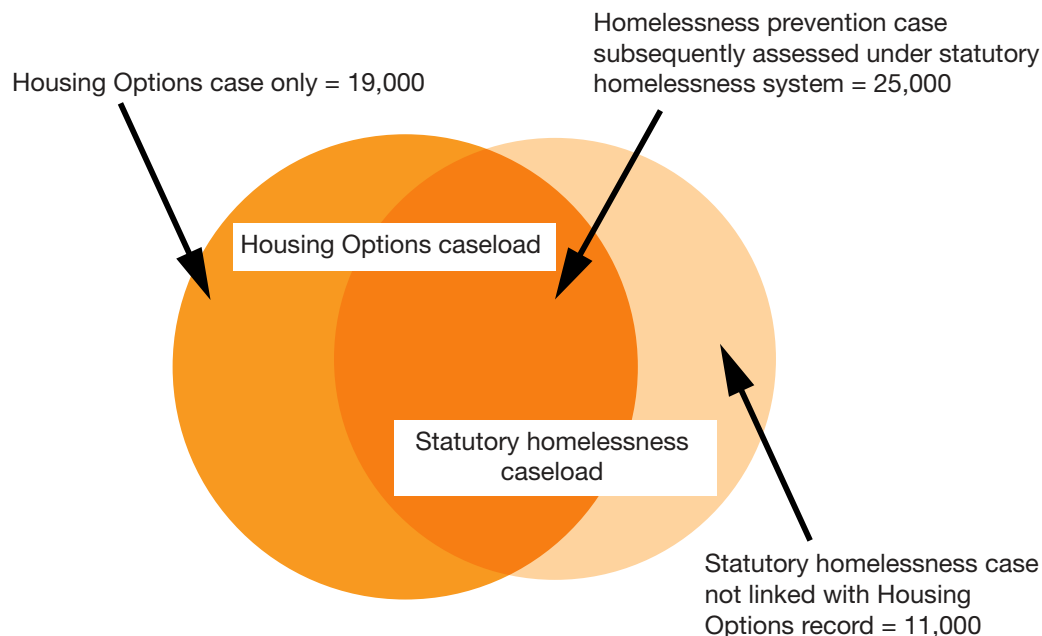 Housing Options case only = 19,000
Homelessness prevention case
subsequently assessed under statutory
homelessness system = 25,000
Housing Options caseload
Statutory homelessness
caseload
Statutory homelessness case
not linked with Housing
Options record = 11,000